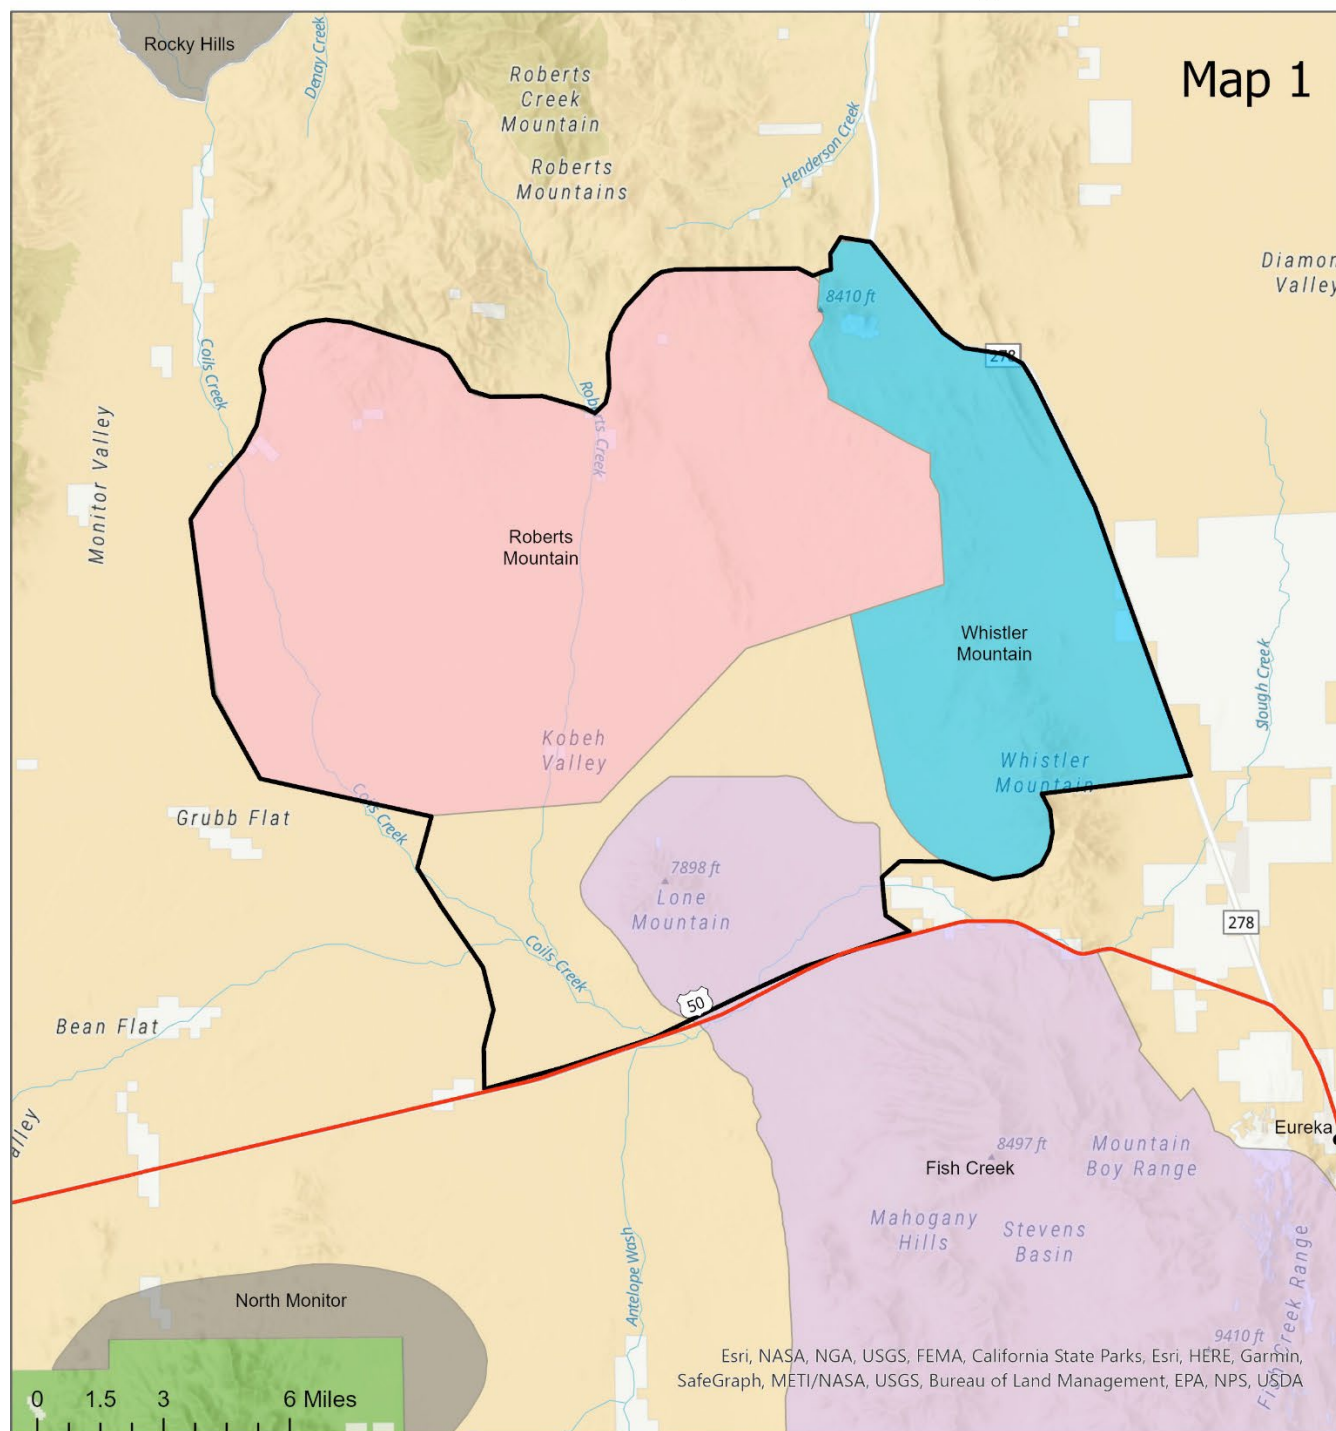 Rocky Hills
Denay Creek
Roberts
Creek
Mountain
Map 1
Henderson Creek
Roberts
Mountains
Diamon
Valley
8410 ft
278
Coils Creek
Roberts Creek
Monitor Valley
Roberts
Mountain
Whistler
Mountain
Slough Creek
Kobeh
Valley
Whistler
Mountain
Grubb Flat
Coils Creek
7898 ft
Lone
Mountain
278
Coils Creek
50
Bean Flat
alley
Eureka
8497 ft
Mountain
Boy Range
Fish Creek
Mahogany
Hills
Stevens
Basin
Antelope Wash
Fish Creek Range
North Monitor
9410 ft
Esri, NASA, NGA, USGS, FEMA, California State Parks, Esri, HERE, Garmin,
SafeGraph, METI/NASA, USGS, Bureau of Land Management, EPA, NPS, USDA
0 1.5 3 6 Miles